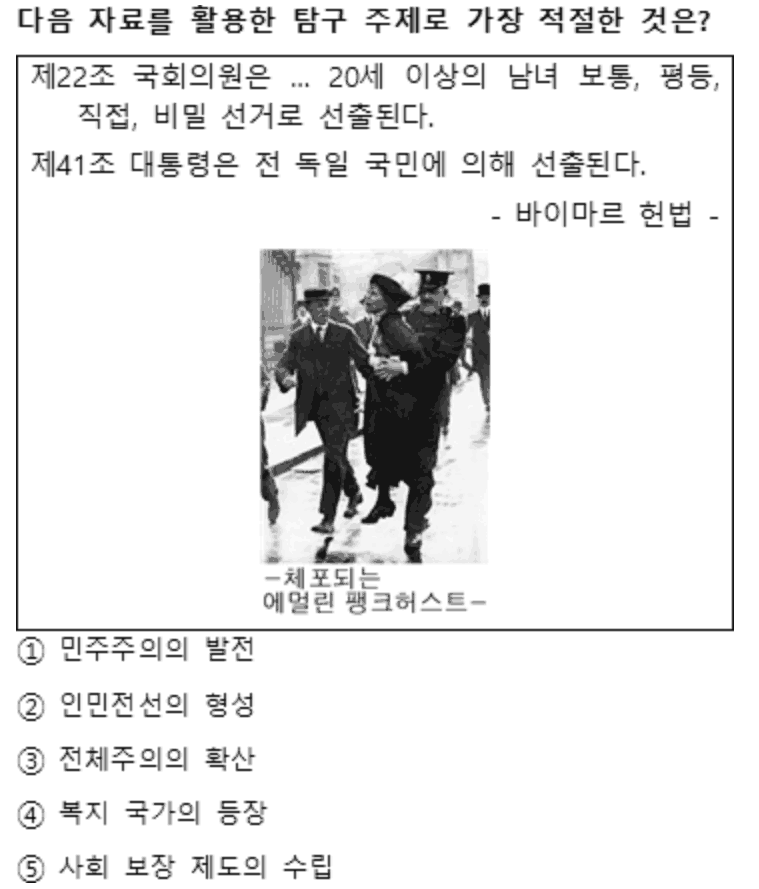 다음 자료를 활용한 탐구 주제로 가장 적절한 것은?
제22조 국회의원은 ... 20세 이상의 남녀 보통, 평등,
직접, 비밀 선거로 선출된다.
제41조 대통령은 전 독일 국민에 의해 선출된다.
- 바이마르 헌법 -
-체포되는
에멀린 팽크허스트-
① 민주주의의 발전
② 인민전선의 형성
③ 전체주의의 확산
④ 복지 국가의 등장
⑤ 사회 보장 제도의 수립